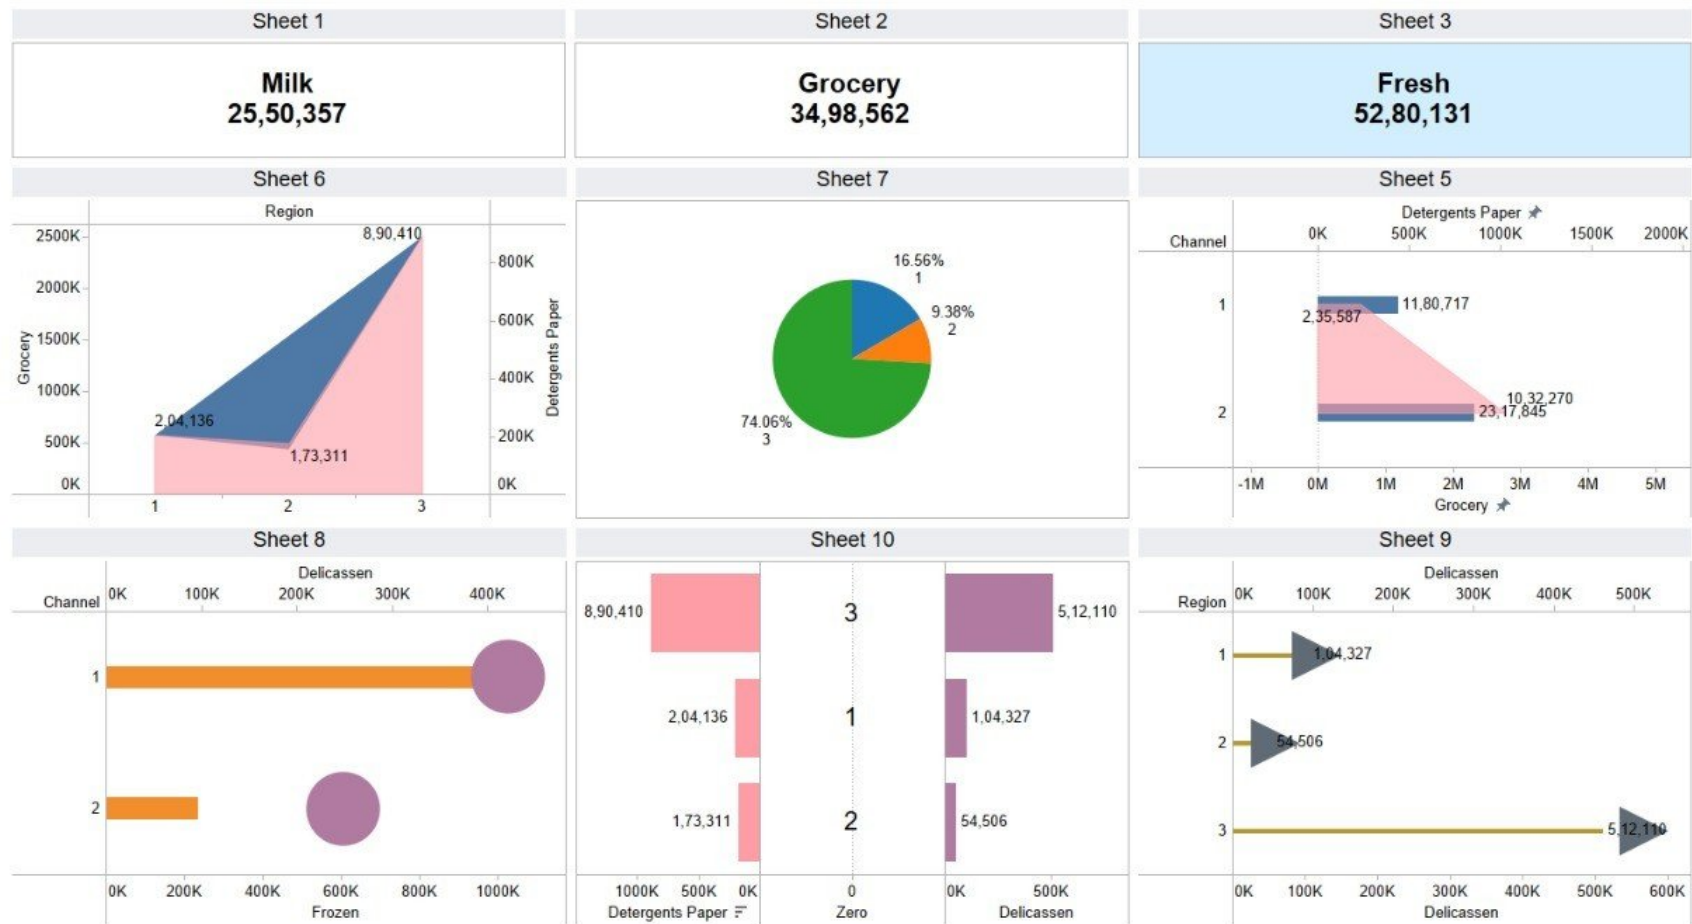 Sheet 1
Milk
25,50,357
Sheet 2
Grocery
34,98,562
Sheet 3
Fresh
52,80,131
Sheet 6
Region
2500K
2000K
1500K
1000K
500K
0K
Grocery
8,90,410
2,04,136
1,73,311
800K
600K
400K
200K
0K
Detergents Paper
1 2 3
Sheet 7
16.56%
1
9.38%
2
74.06%
3
Sheet 5
Detergents Paper
Channel 0K 500K 1000K 1500K 2000K
1 11,80,717
2,35,587
10,32,270
2 23,17,845
-1M 0M 1M 2M 3M 4M 5M
Grocery
Sheet 8
Delicassen
Channel 0K 100K 200K 300K 400K
1
2
0K 200K 400K 600K 800K 1000K
Frozen
Sheet 10
8,90,410 3 5,12,110
2,04,136 1 1,04,327
1,73,311 2 54,506
1000K 500K 0K 0 0K 500K
Detergents Paper Zero Delicassen
Sheet 9
Delicassen
Region 0K 100K 200K 300K 400K 500K
1 1,04,327
2 54,506
3 5,12,110
0K 100K 200K 300K 400K 500K 600K
Delicassen